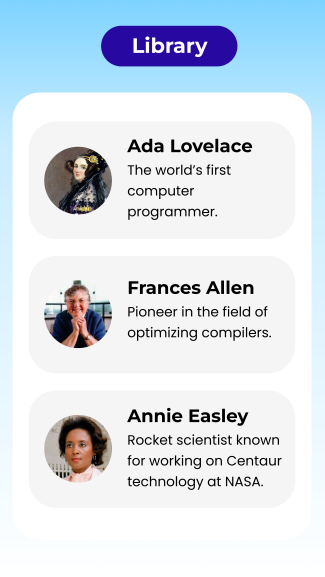 Library
Ada Lovelace
The world’s first
computer
programmer.
Frances Allen
Pioneer in the field of
optimizing compilers.
Annie Easley
Rocket scientist known
for working on Centaur
technology at NASA.